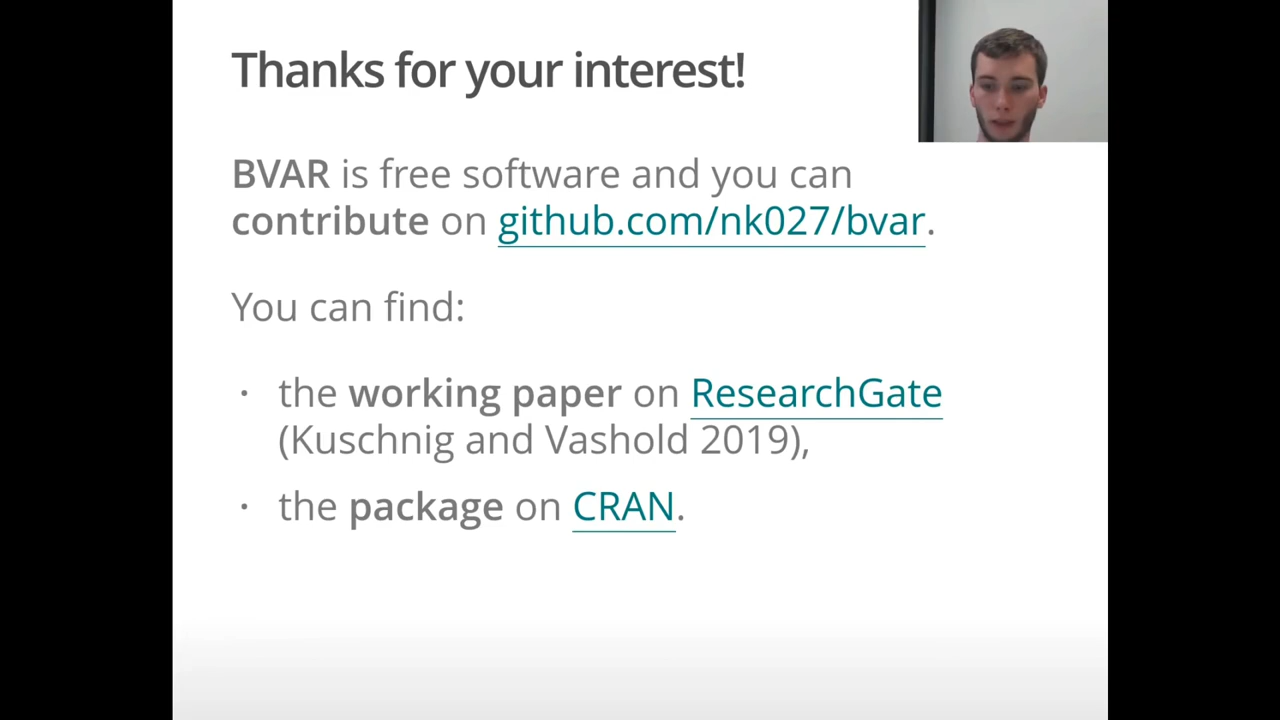 Thanks for your interest!
BVAR is free software and you can
contribute on github.com/nk027/bvar.
You can find:
· the working paper on ResearchGate
(Kuschnig and Vashold 2019),
· the package on CRAN.